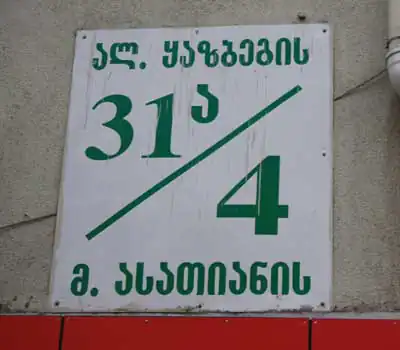 ალ. ყაზბეგის
31ა/4
მ. ასათიანის